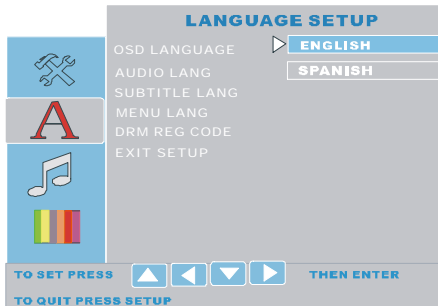 LANGUAGE SETUP
OSD LANGUAGE
ENGLISH
AUDIO LANG
SPANISH
SUBTITLE LANG
MENU LANG
DRM REG CODE
EXIT SETUP
A
TO SET PRESS
THEN ENTER
TO QUIT PRESS SETUP